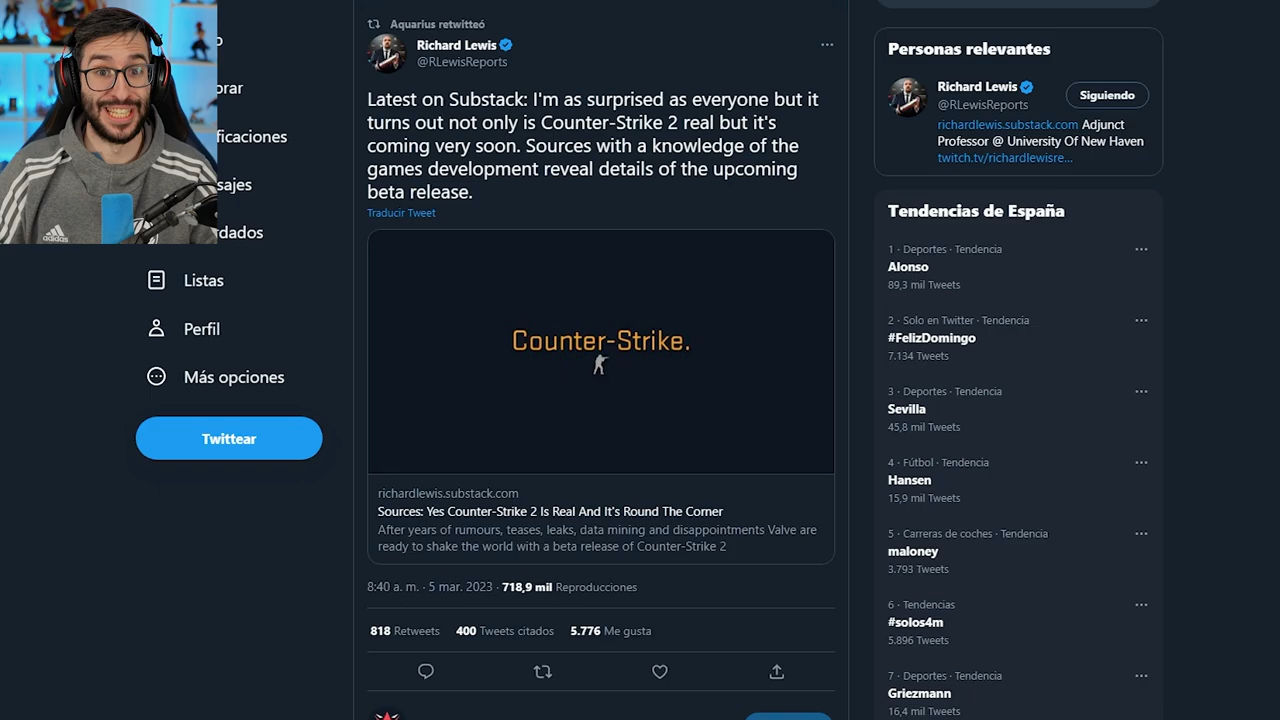 o
orar
ificaciones
sajes
rdados
Listas
Perfil
Más opciones
Twittear
adidas
Aquarius retwitteó
Richard Lewis
@RLewisReports
Latest on Substack: I'm as surprised as everyone but it
turns out not only is Counter-Strike 2 real but it's
coming very soon. Sources with a knowledge of the
games development reveal details of the upcoming
beta release.
Traducir Tweet
Counter-Strike.
richardlewis.substack.com
Sources: Yes Counter-Strike 2 Is Real And It's Round The Corner
After years of rumours, teases, leaks, data mining and disappointments Valve are
ready to shake the world with a beta release of Counter-Strike 2
8:40 a. m. · 5 mar. 2023 · 718,9 mil Reproducciones
818 Retweets 400 Tweets citados 5.776 Me gusta
Personas relevantes
Richard Lewis
@RLewisReports
Siguiendo
richardlewis.substack.com Adjunct
Professor @ University Of New Haven
twitch.tv/richardlewisre...
Tendencias de España
1 · Deportes · Tendencia
Alonso
89,3 mil Tweets
2 · Solo en Twitter · Tendencia
#FelizDomingo
7.134 Tweets
3 · Deportes · Tendencia
Sevilla
45,8 mil Tweets
4 · Fútbol · Tendencia
Hansen
15,9 mil Tweets
5 · Carreras de coches · Tendencia
maloney
3.793 Tweets
6 · Tendencias
#solos4m
5.896 Tweets
7 · Deportes · Tendencia
Griezmann
16,4 mil Tweets